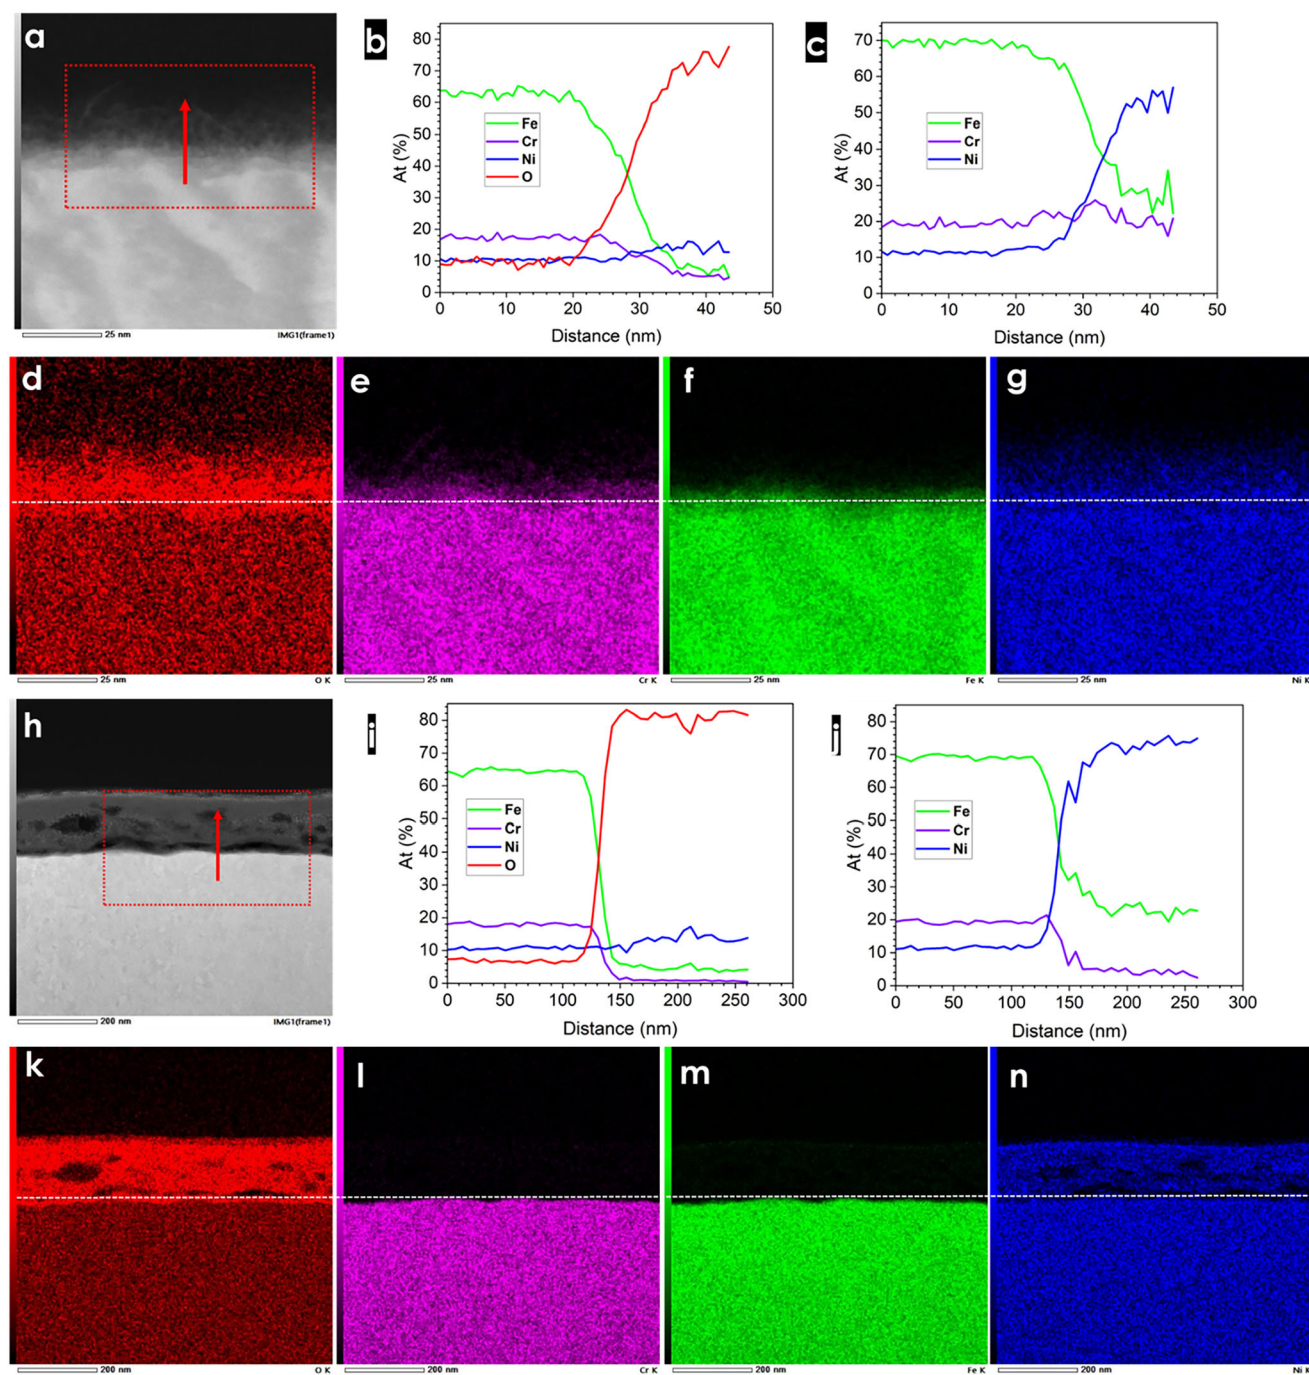 a
25 nm
IMG1(frame1)
b
80
70
60
50
40
30
20
10
0
At (%)
Fe
Cr
Ni
O
0 10 20 30 40 50
Distance (nm)
c
70
60
50
40
30
20
10
0
At (%)
Fe
Cr
Ni
0 10 20 30 40 50
Distance (nm)
d
25 nm
O K
e
25 nm
Cr K
f
25 nm
Fe K
g
25 nm
Ni K
h
200 nm
IMG1(frame1)
i
80
70
60
50
40
30
20
10
0
At (%)
Fe
Cr
Ni
O
0 50 100 150 200 250 300
Distance (nm)
j
80
70
60
50
40
30
20
10
0
At (%)
Fe
Cr
Ni
0 50 100 150 200 250 300
Distance (nm)
k
200 nm
O K
l
200 nm
Cr K
m
200 nm
Fe K
n
200 nm
Ni K